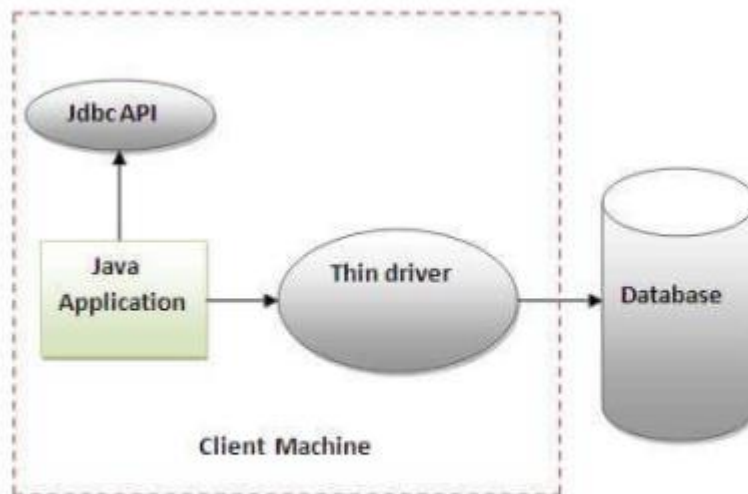 Jdbc API
Java
Application
Thin driver
Database
Client Machine